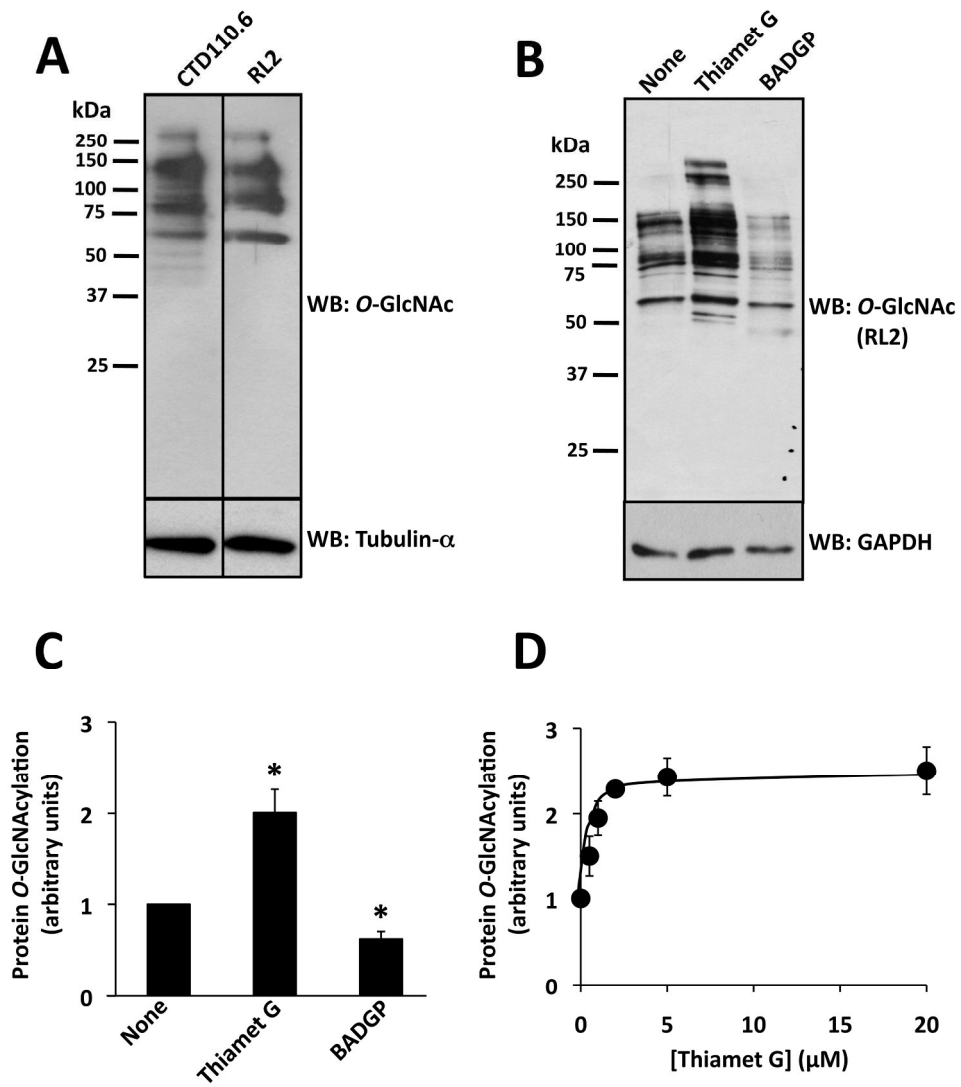 A
CTD110.6
RL2
kDa
250
150
100
75
50
37
25
WB: O-GlcNAc
WB: Tubulin-α
B
None
Thiamet G
BADGP
kDa
250
150
100
75
50
37
25
WB: O-GlcNAc
(RL2)
WB: GAPDH
C
Protein O-GlcNAcylation
(arbitrary units)
3
2
1
0
*
*
None
Thiamet G
BADGP
D
Protein O-GlcNAcylation
(arbitrary units)
3
2
1
0
0
5
10
15
20
[Thiamet G] (µM)